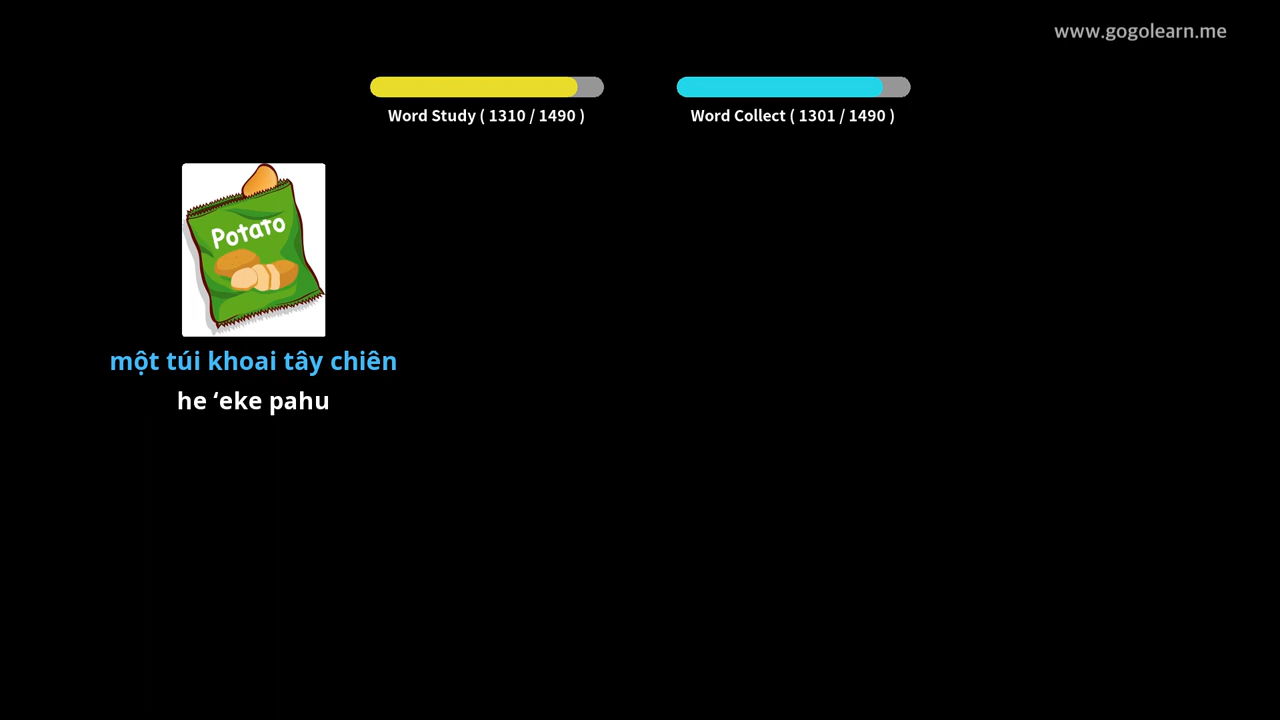 www.gogolearn.me
Word Study ( 1310 / 1490 )
Word Collect ( 1301 / 1490 )
Potato
một túi khoai tây chiên
he ‘eke pahu